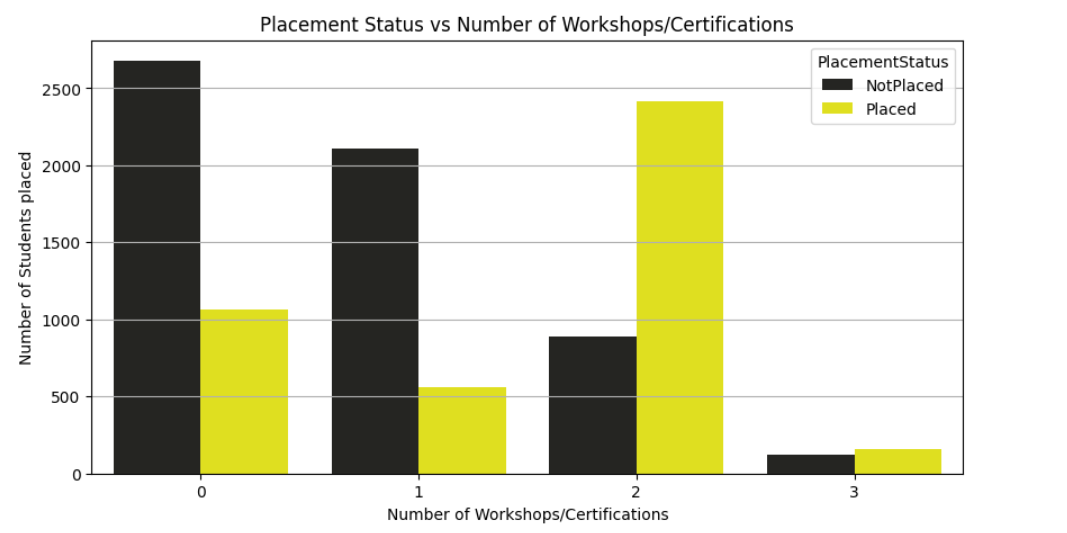 Placement Status vs Number of Workshops/Certifications
PlacementStatus
NotPlaced
Placed
Number of Students placed
2500
2000
1500
1000
500
0
0 1 2 3
Number of Workshops/Certifications